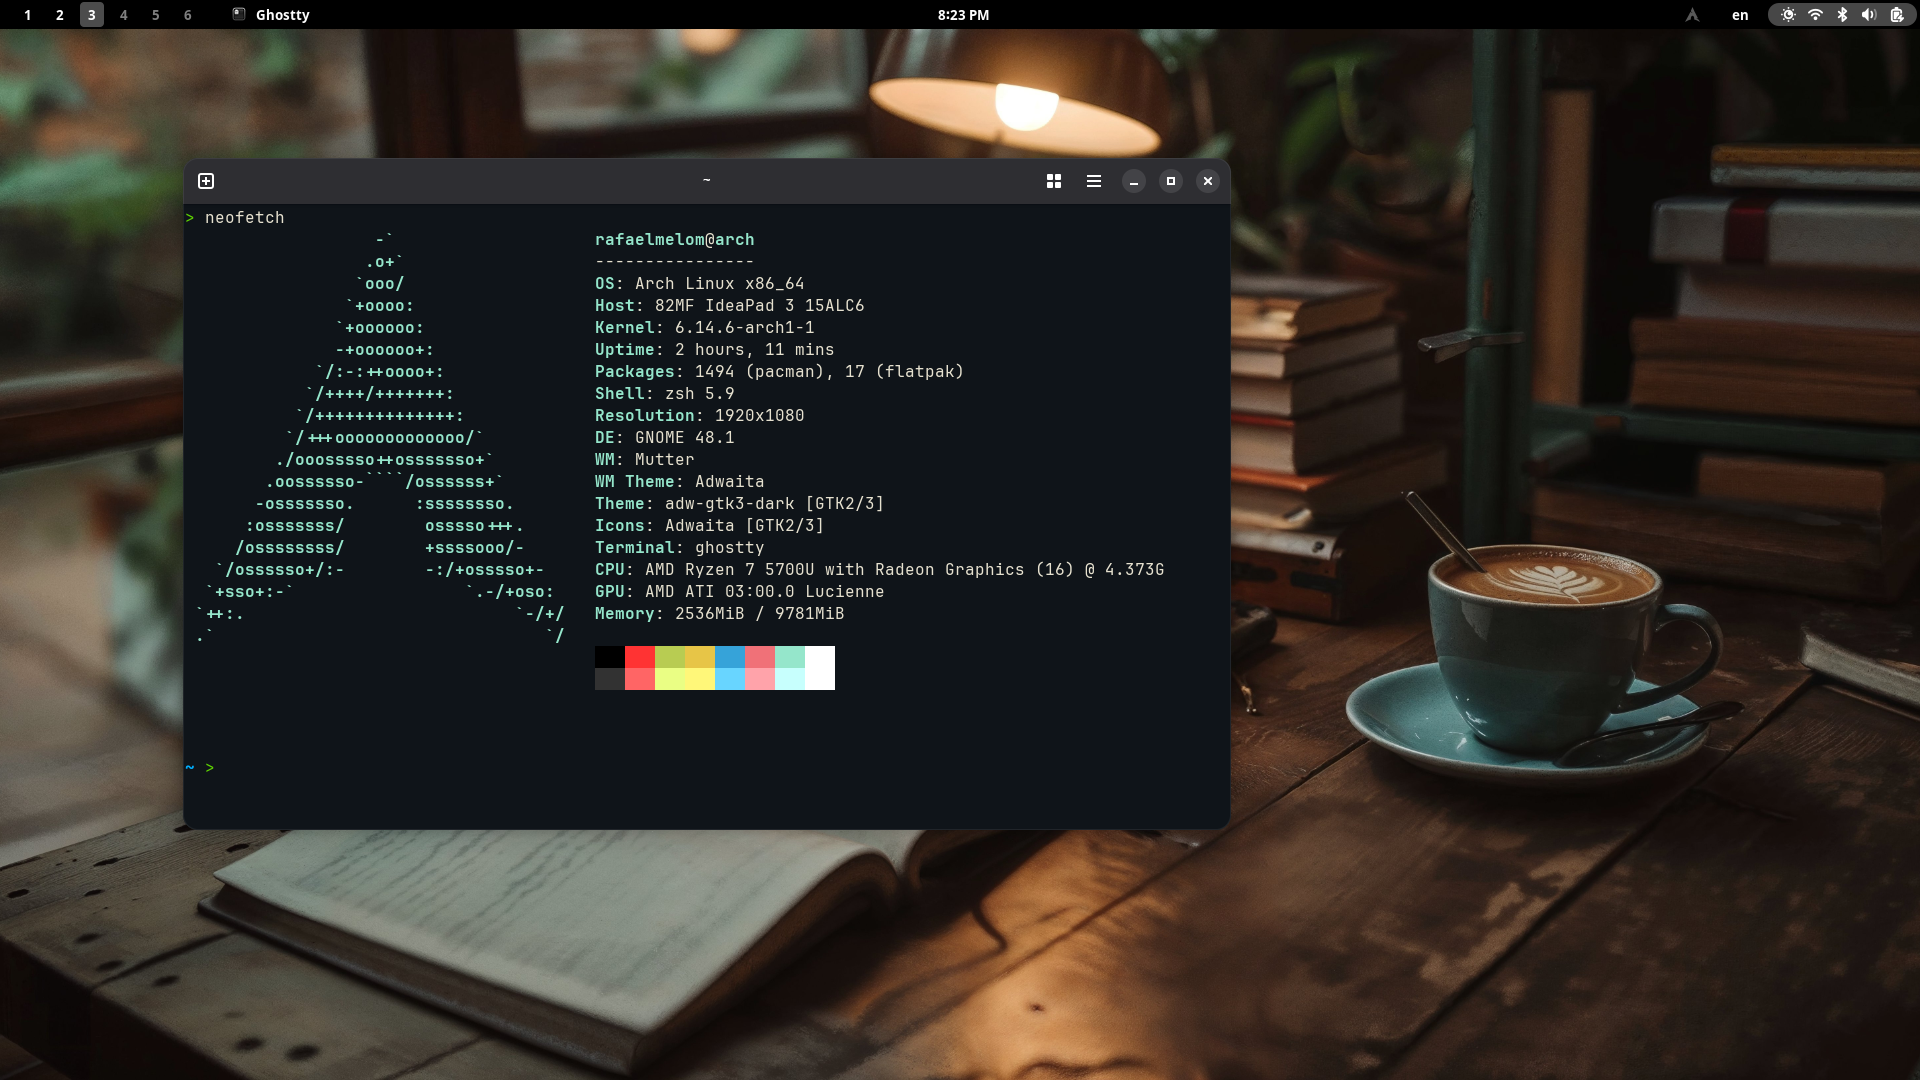 1 2 3 4 5 6 Ghostty 8:23 PM en
~
> neofetch
-`
.o+`
`ooo/
`+oooo:
`+oooooo:
-+oooooo+:
`/:-:++oooo+:
`/++++/+++++++:
`/++++++++++++++:
`/+++ooooooooooooo/`
./ooosssso++osssssso+`
.oossssso-````/ossssss+`
-osssssso. :ssssssso.
:osssssss/ osssso+++.
/ossssssss/ +ssssooo/-
`/ossssso+/:- -:/+osssso+-
`+sso+:-` `.-/+oso:
`++:. `-/+/
.` `/
rafaelmelom@arch
----------------
OS: Arch Linux x86_64
Host: 82MF IdeaPad 3 15ALC6
Kernel: 6.14.6-arch1-1
Uptime: 2 hours, 11 mins
Packages: 1494 (pacman), 17 (flatpak)
Shell: zsh 5.9
Resolution: 1920x1080
DE: GNOME 48.1
WM: Mutter
WM Theme: Adwaita
Theme: adw-gtk3-dark [GTK2/3]
Icons: Adwaita [GTK2/3]
Terminal: ghostty
CPU: AMD Ryzen 7 5700U with Radeon Graphics (16) @ 4.373G
GPU: AMD ATI 03:00.0 Lucienne
Memory: 2536MiB / 9781MiB
~ >